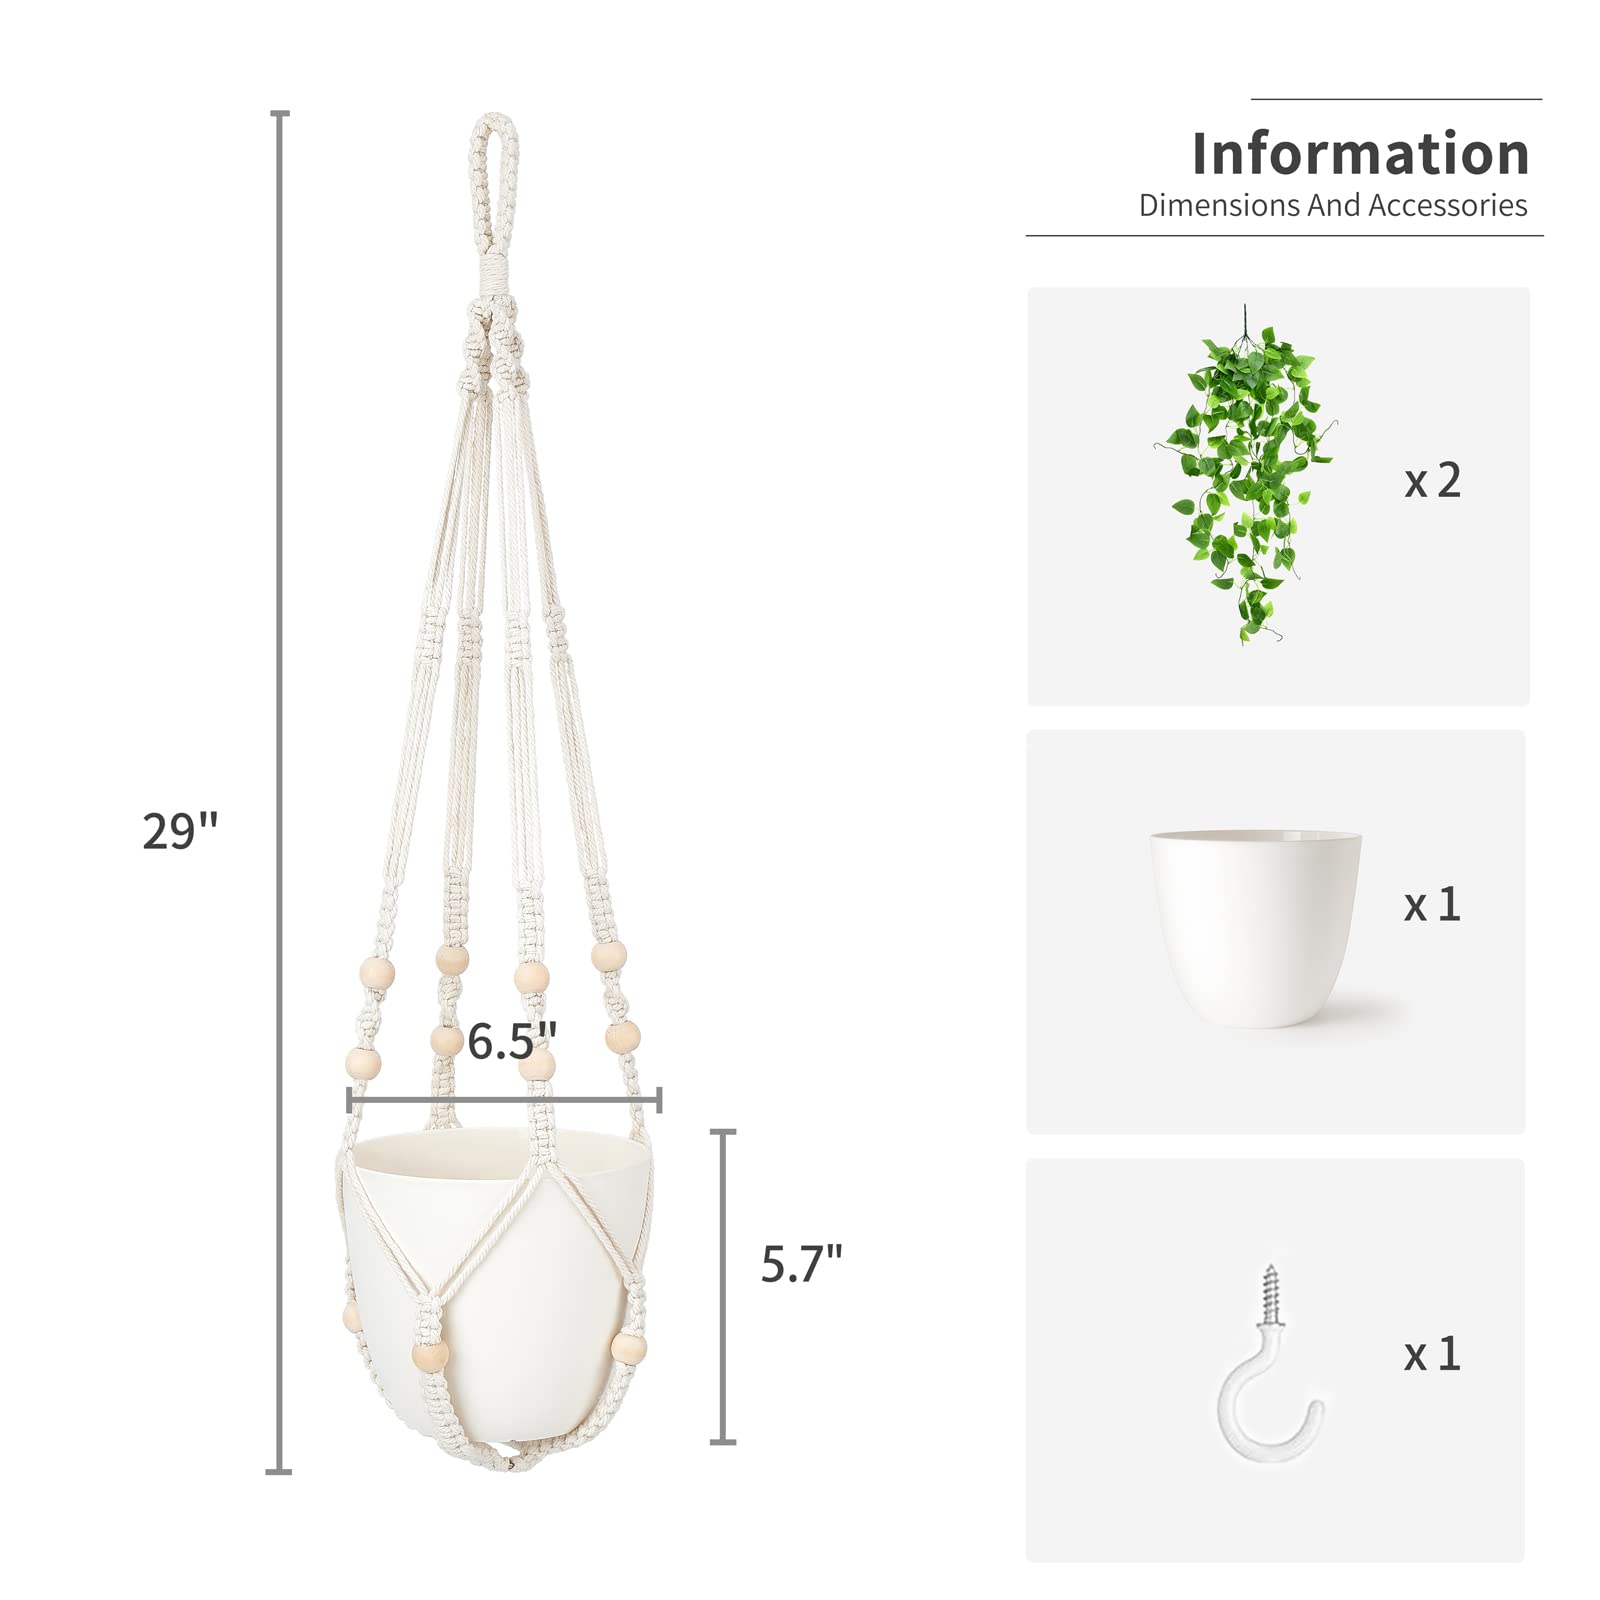 Information
Dimensions And Accessories
29"
6.5"
5.7"
x 2
x 1
x 1